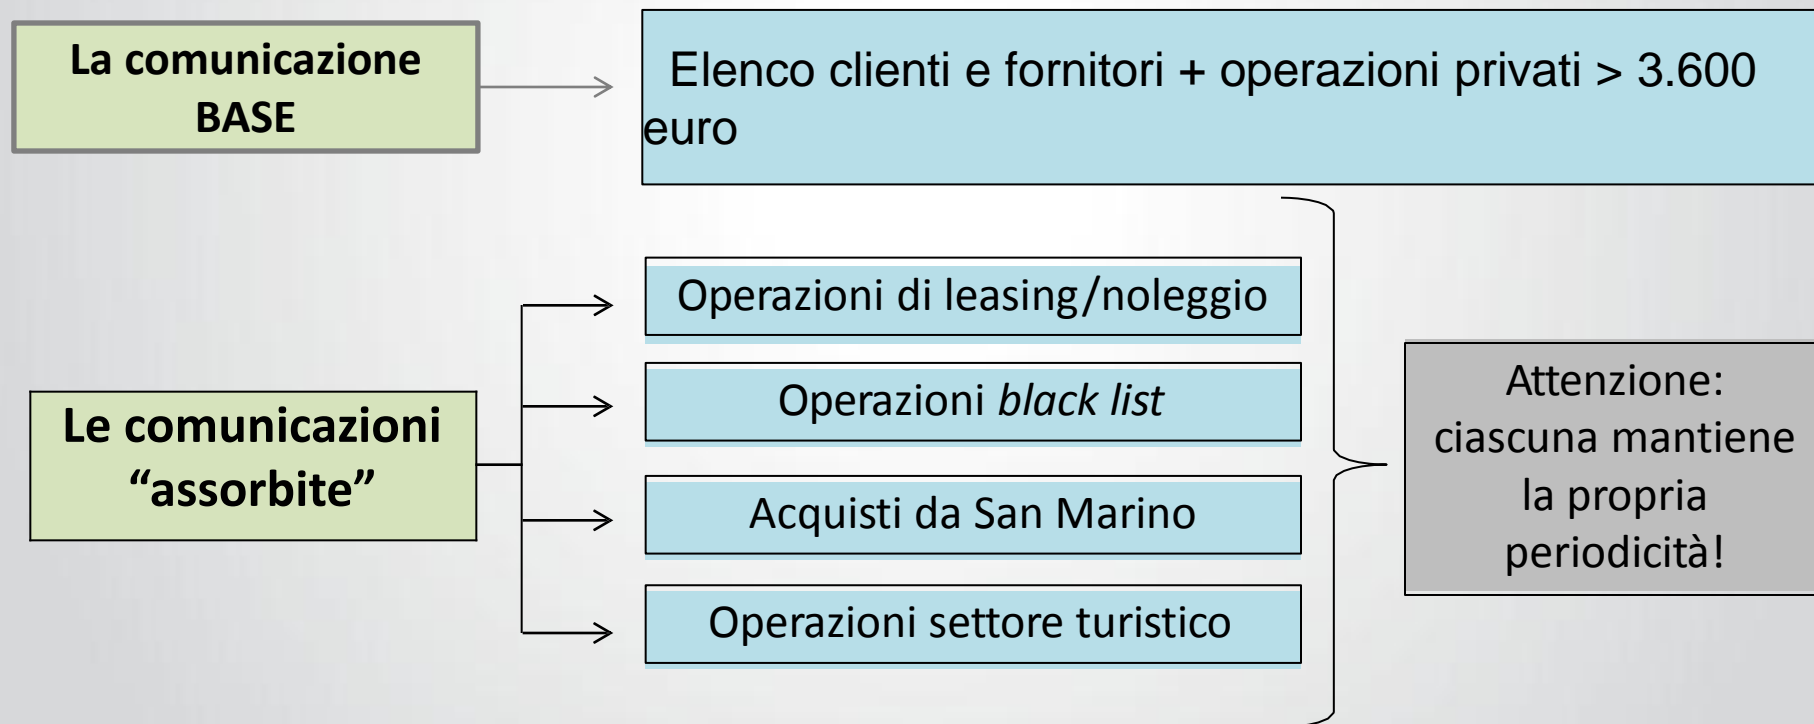 La comunicazione
BASE
Elenco clienti e fornitori + operazioni privati > 3.600
euro
Le comunicazioni
“assorbite”
Operazioni di leasing/noleggio
Operazioni black list
Acquisti da San Marino
Operazioni settore turistico
Attenzione:
ciascuna mantiene
la propria
periodicità!